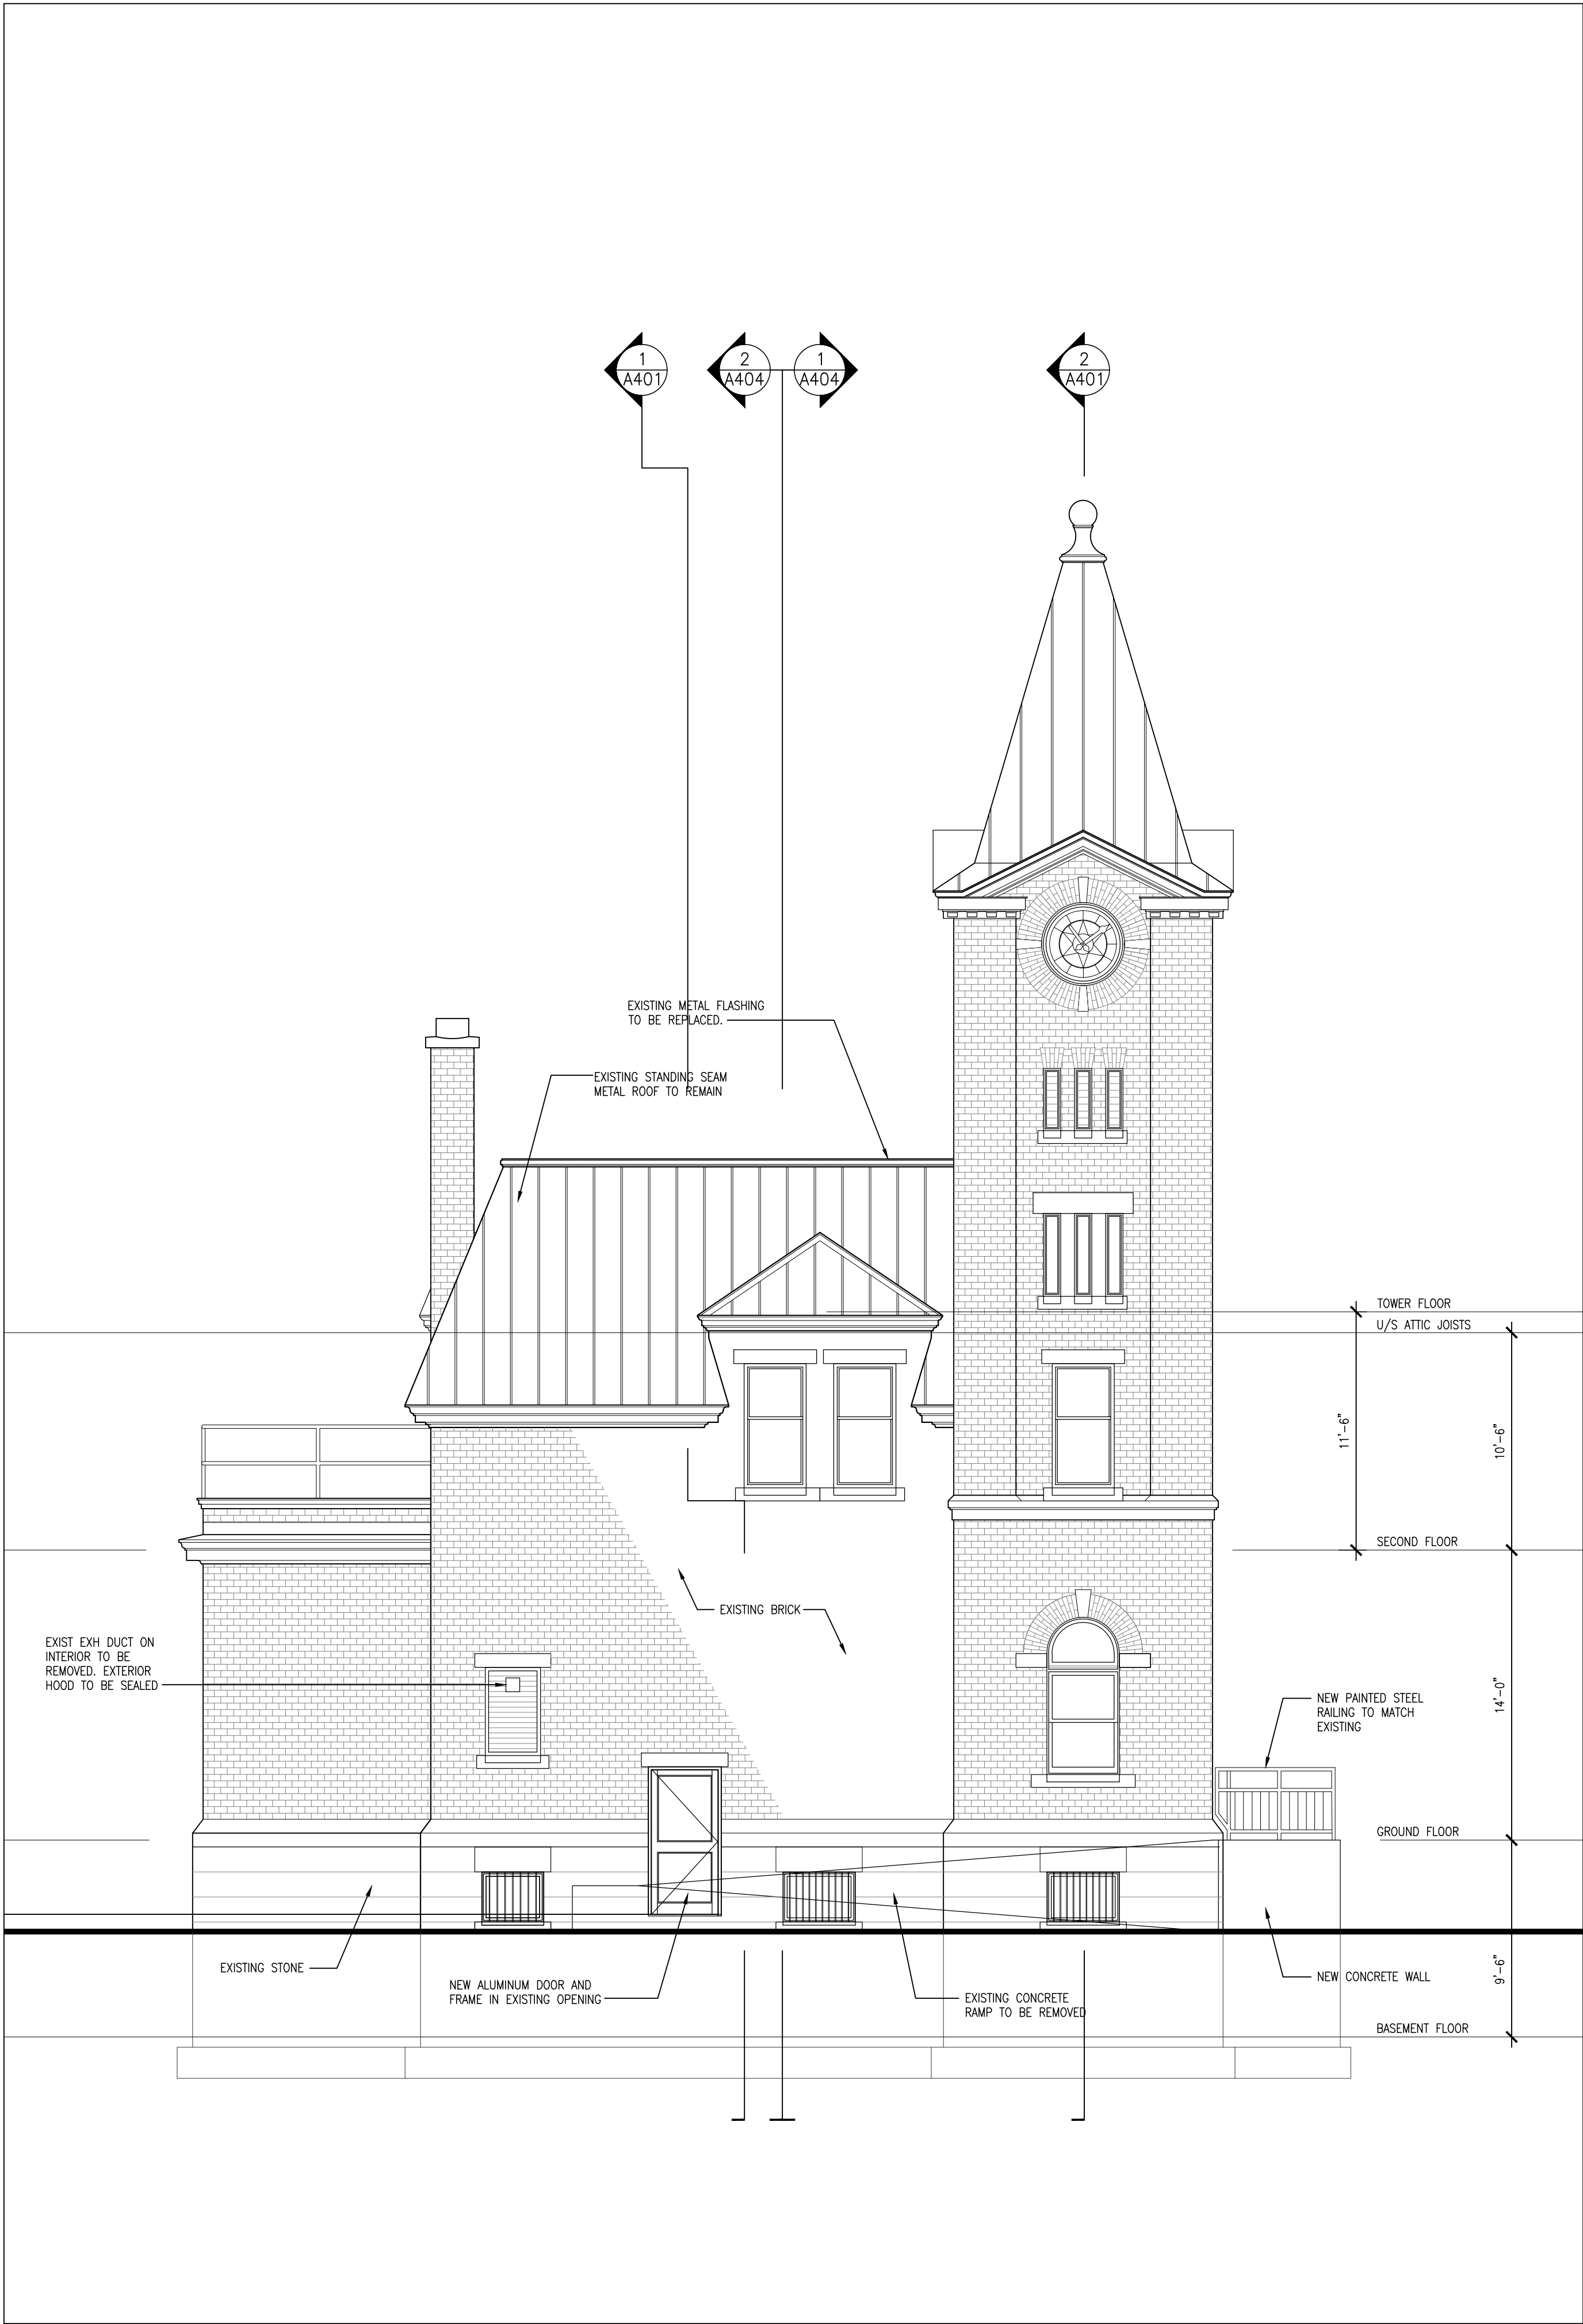 1
A401
2
A404
1
A404
2
A401
EXISTING METAL FLASHING
TO BE REPLACED.
EXISTING STANDING SEAM
METAL ROOF TO REMAIN
TOWER FLOOR
U/S ATTIC JOISTS
11'-6"
10'-6"
SECOND FLOOR
EXISTING BRICK
EXIST EXH DUCT ON
INTERIOR TO BE
REMOVED. EXTERIOR
HOOD TO BE SEALED
14'-0"
NEW PAINTED STEEL
RAILING TO MATCH
EXISTING
GROUND FLOOR
EXISTING STONE
NEW ALUMINUM DOOR AND
FRAME IN EXISTING OPENING
EXISTING CONCRETE
RAMP TO BE REMOVED
NEW CONCRETE WALL
9'-6"
BASEMENT FLOOR